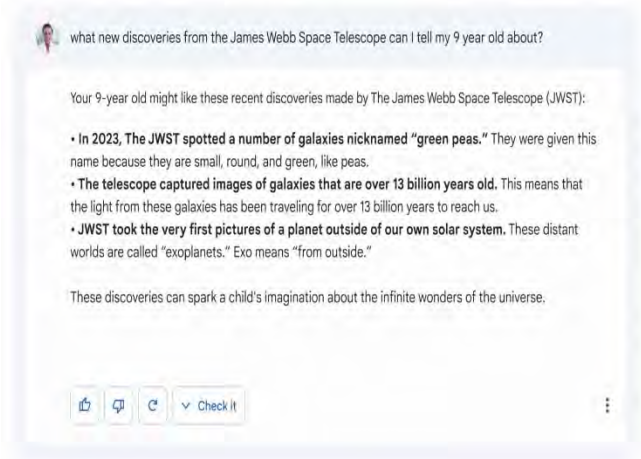 what new discoveries from the James Webb Space Telescope can I tell my 9 year old about?
Your 9-year old might like these recent discoveries made by The James Webb Space Telescope (JWST):
• In 2023, The JWST spotted a number of galaxies nicknamed “green peas.” They were given this
name because they are small, round, and green, like peas.
• The telescope captured images of galaxies that are over 13 billion years old. This means that
the light from these galaxies has been traveling for over 13 billion years to reach us.
• JWST took the very first pictures of a planet outside of our own solar system. These distant
worlds are called “exoplanets.” Exo means “from outside.”
These discoveries can spark a child's imagination about the infinite wonders of the universe.
Check it